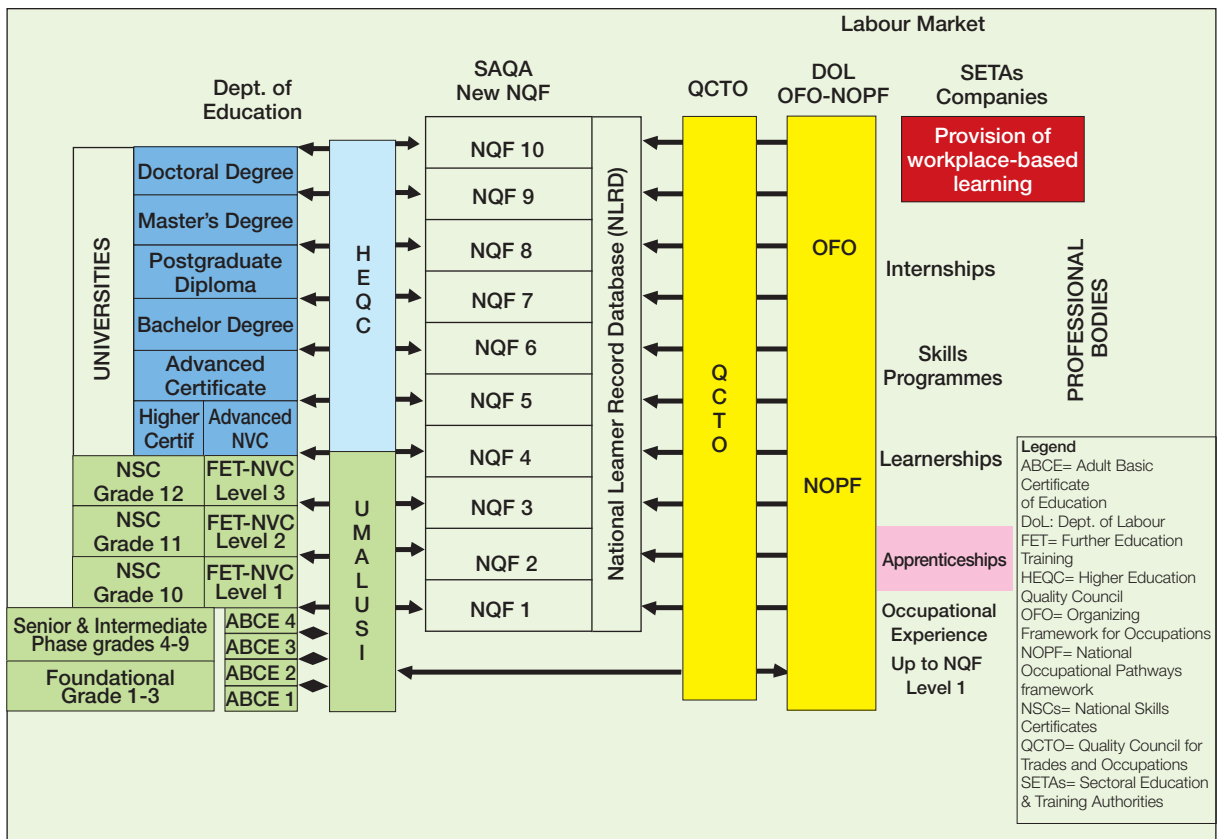 Labour Market
Dept. of
Education
SAQA
New NQF
QCTO
DOL
OFO-NOPF
SETAs
Companies
UNIVERSITIES
Doctoral Degree
Master's Degree
Postgraduate
Diploma
Bachelor Degree
Advanced
Certificate
Higher
Certif
Advanced
NVC
NSC
Grade 12
FET-NVC
Level 3
NSC
Grade 11
FET-NVC
Level 2
NSC
Grade 10
FET-NVC
Level 1
Senior & Intermediate
Phase grades 4-9
Foundational
Grade 1-3
ABCE 4
ABCE 3
ABCE 2
ABCE 1
HEQC
UMALUSI
NQF 10
NQF 9
NQF 8
NQF 7
NQF 6
NQF 5
NQF 4
NQF 3
NQF 2
NQF 1
National Learner Record Database (NLRD)
QCTO
OFO
NOPF
Provision of
workplace-based
learning
Internships
Skills
Programmes
Learnerships
Apprenticeships
Occupational
Experience
Up to NQF
Level 1
PROFESSIONAL
BODIES
Legend
ABCE= Adult Basic
Certificate
of Education
DoL: Dept. of Labour
FET= Further Education
Training
HEQC= Higher Education
Quality Council
OFO= Organizing
Framework for Occupations
NOPF= National
Occupational Pathways
framework
NSCs= National Skills
Certificates
QCTO= Quality Council for
Trades and Occupations
SETAs= Sectoral Education
& Training Authorities